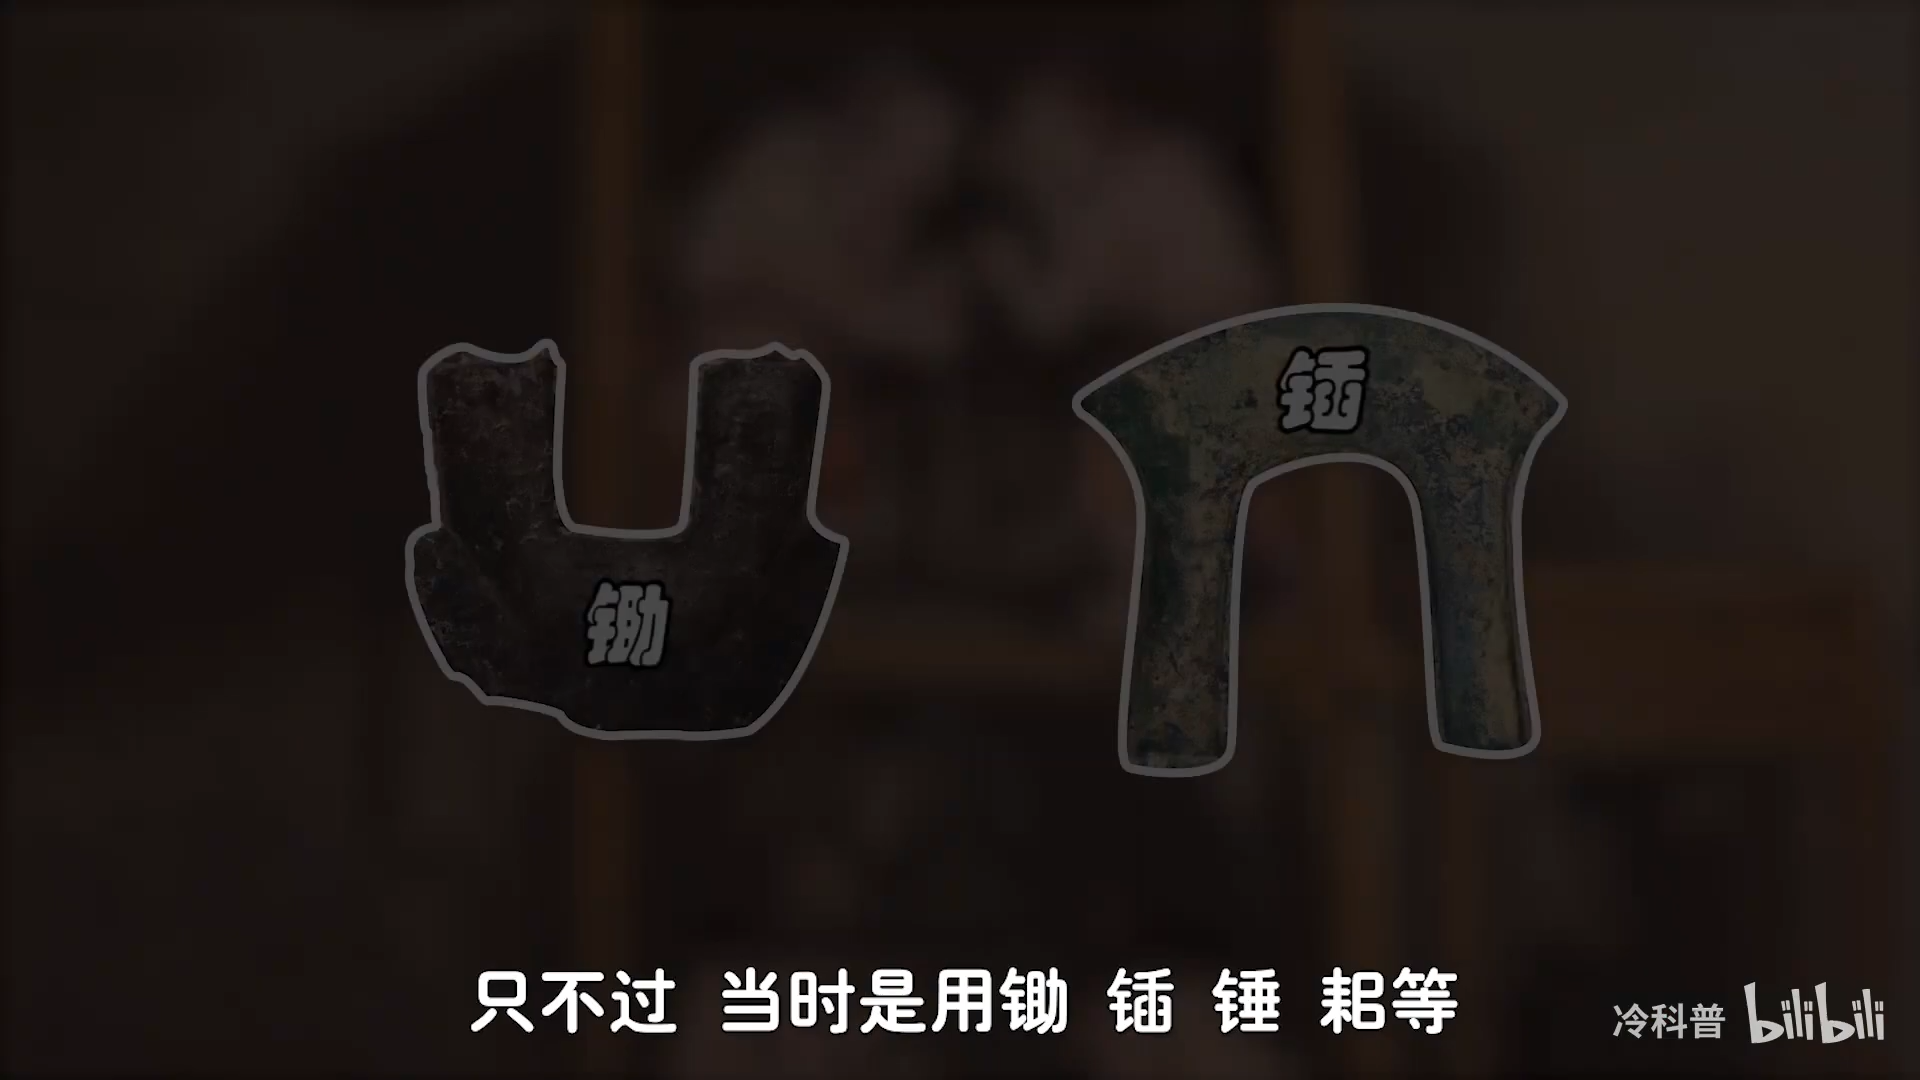 锸
锄
只不过 当时是用锄 锸 锤 耜等
冷科普 bilibili